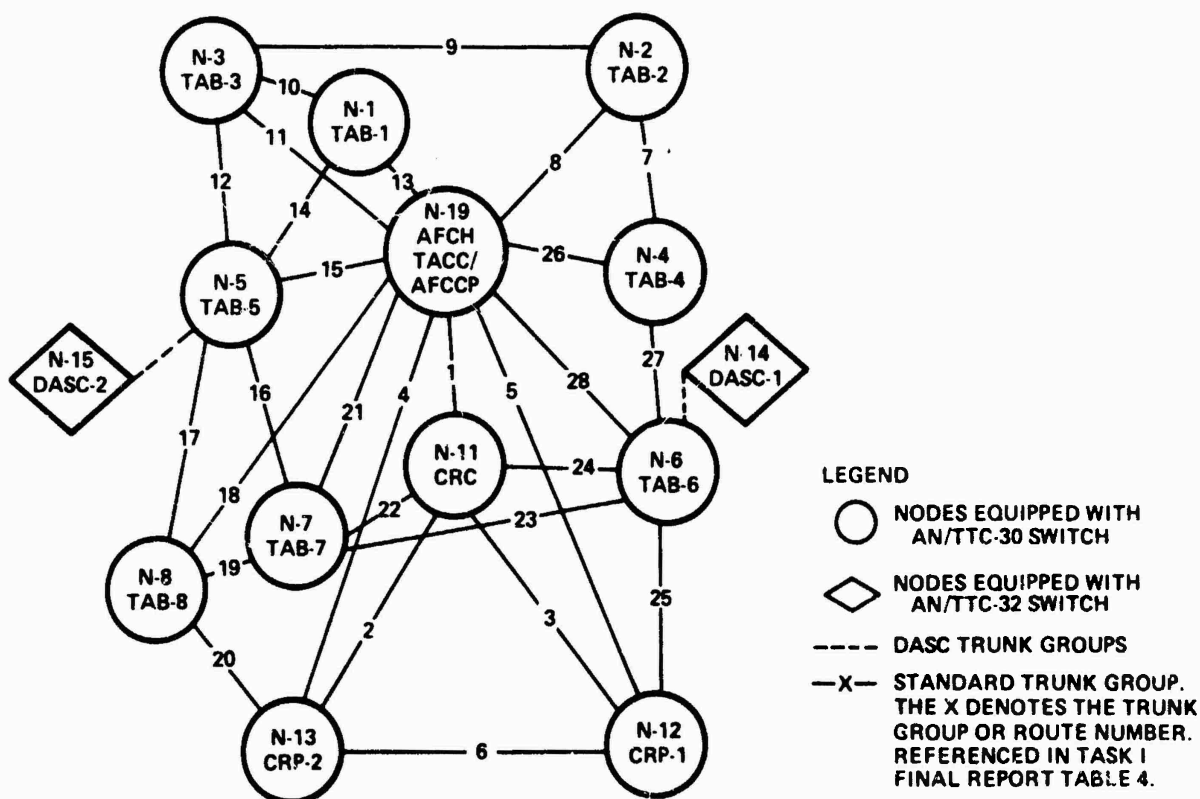 N-3
TAB-3
9
N-2
TAB-2
10
N-1
TAB-1
11
8
7
12
13
14
N-19
AFCH
TACC/
AFCCP
26
N-4
TAB-4
15
N-5
TAB-5
N-15
DASC-2
27
N-14
DASC-1
16
21
4
1
5
28
17
N-11
CRC
24
N-6
TAB-6
18
22
23
N-7
TAB-7
19
N-8
TAB-8
25
2
3
20
N-13
CRP-2
6
N-12
CRP-1
LEGEND
NODES EQUIPPED WITH
AN/TTC-30 SWITCH
NODES EQUIPPED WITH
AN/TTC-32 SWITCH
DASC TRUNK GROUPS
—X— STANDARD TRUNK GROUP.
THE X DENOTES THE TRUNK
GROUP OR ROUTE NUMBER.
REFERENCED IN TASK I
FINAL REPORT TABLE 4.